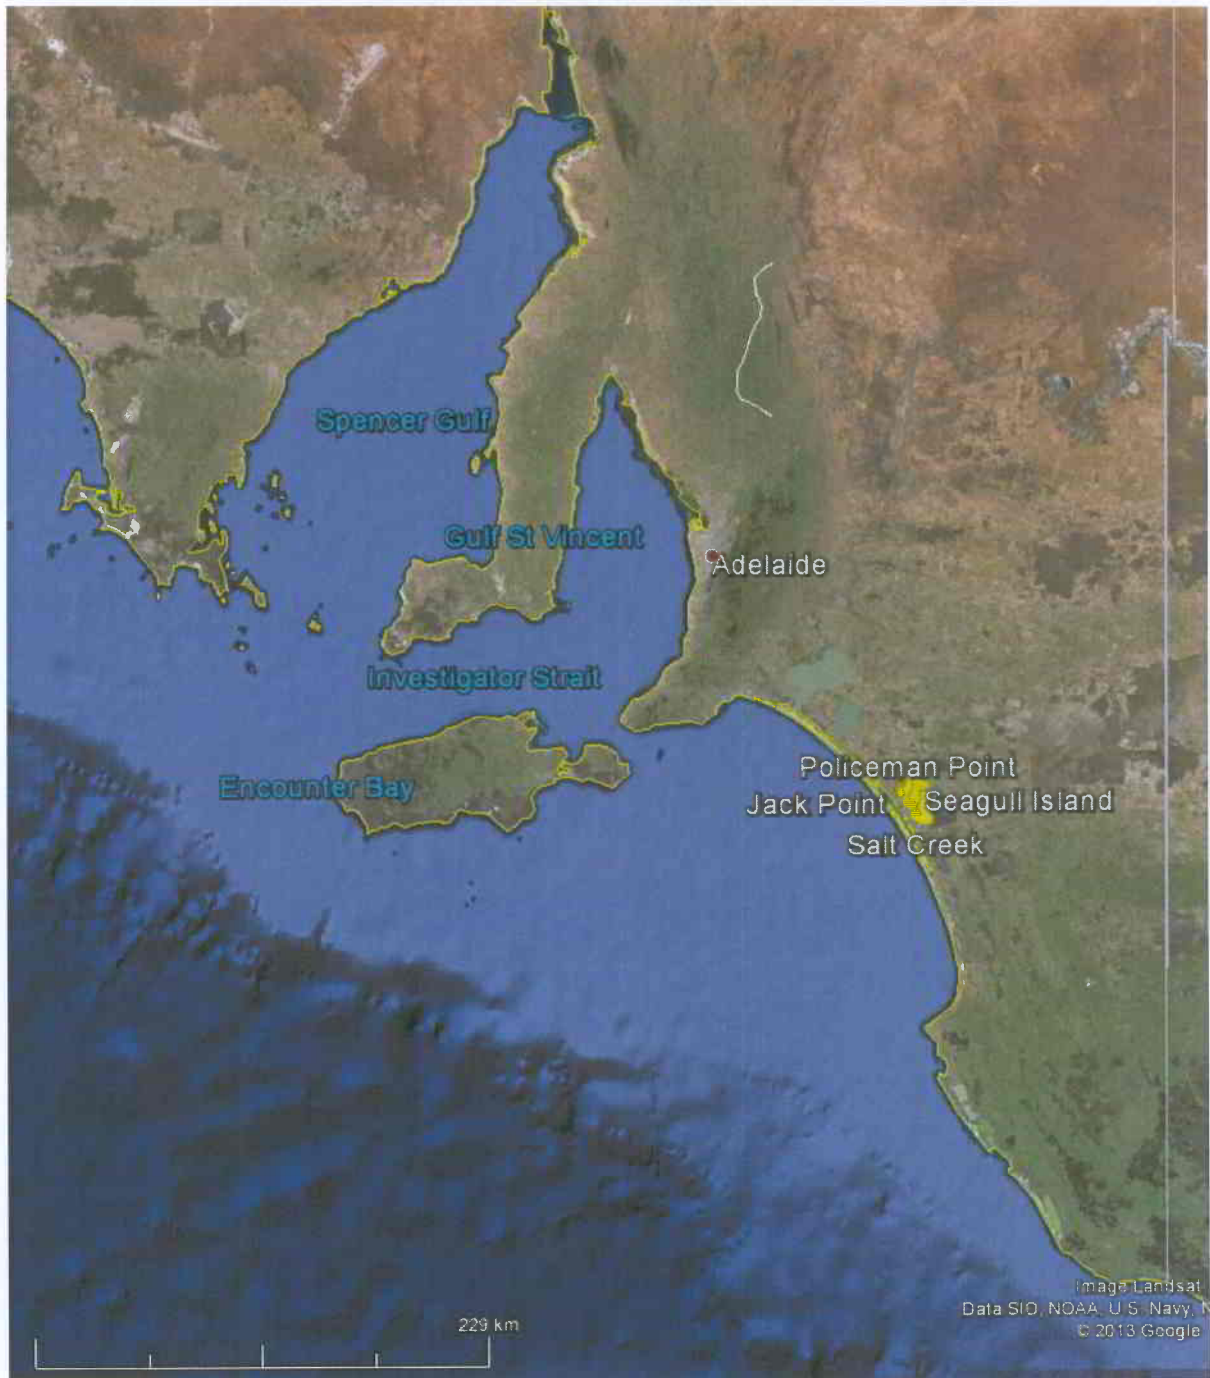 Spencer Gulf
Gulf St Vincent
Adelaide
Investigator Strait
Policeman Point
Encounter Bay
Jack Point
Seagull Island
Salt Creek
Image Landsat
Data SIO, NOAA, U.S. Navy,
© 2013 Google
229 km